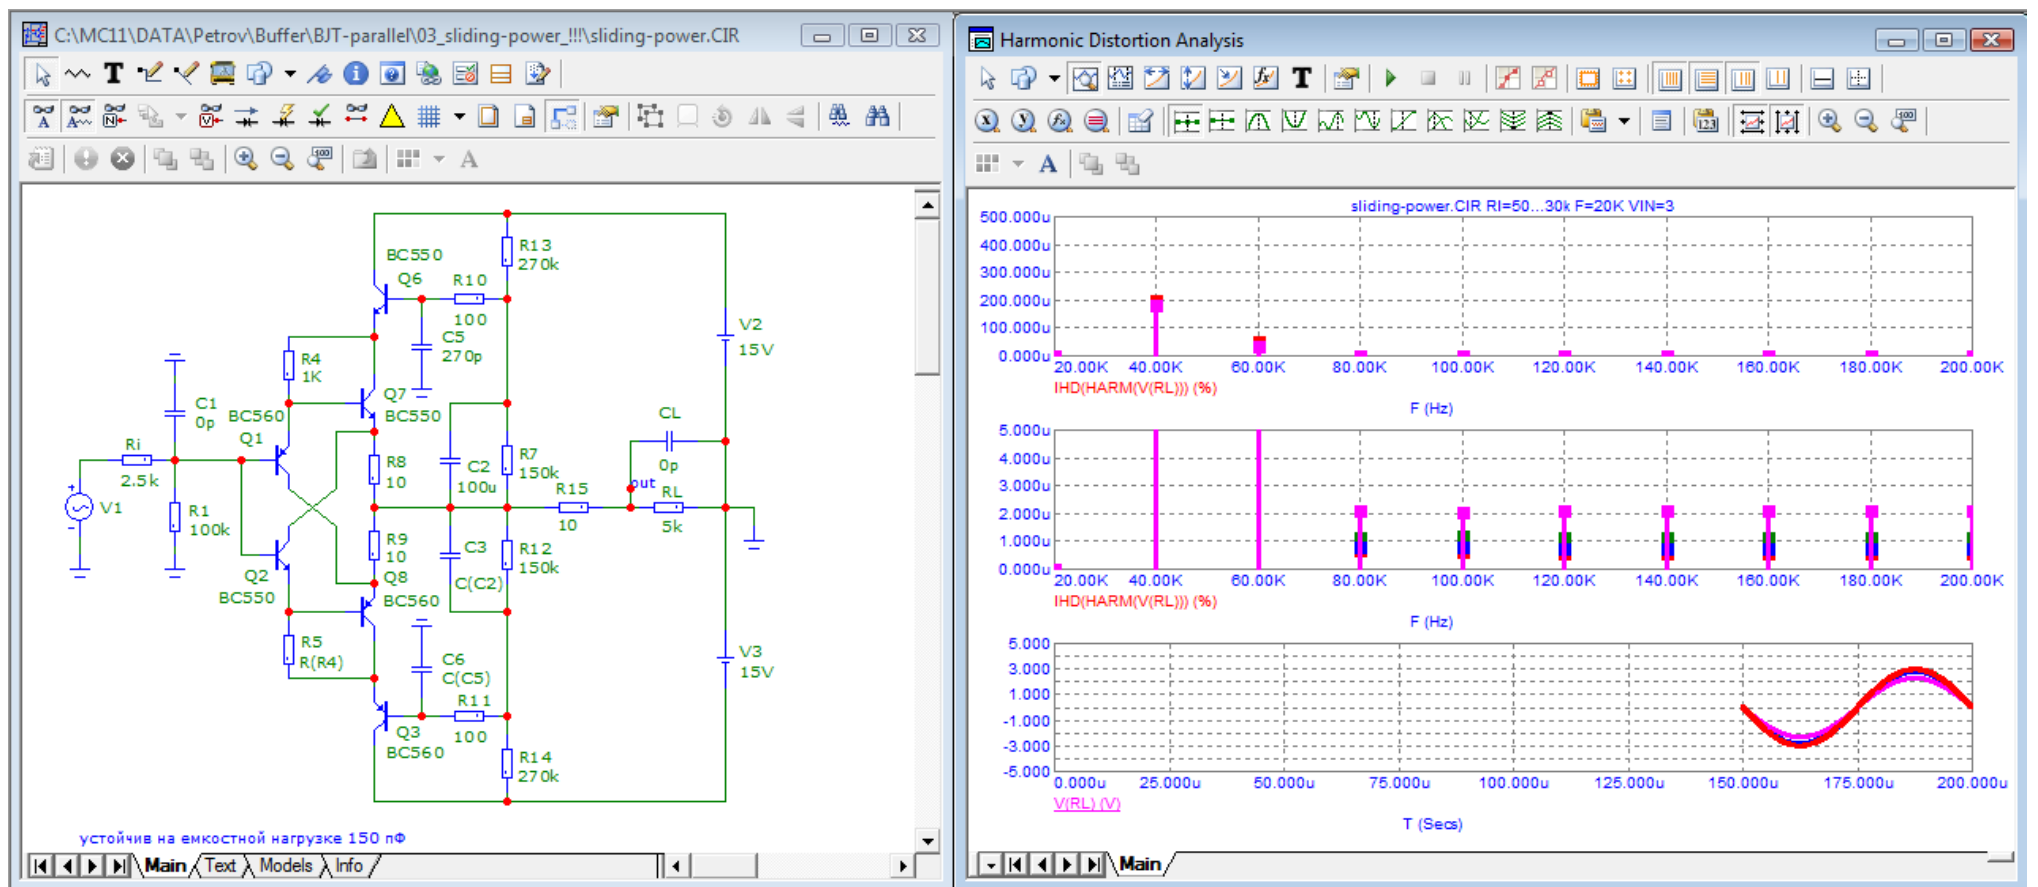 C:\MC11\DATA\Petrov\Buffer\BJT-parallel\03_sliding-power_!!!\sliding-power.CIR
R13
270k
BC550
Q6
R10
100
C5
270p
V2
15V
R4
1K
Q7
BC550
C1
0p
BC560
Q1
Ri
2.5k
V1
R1
100k
R8
10
C2
100u
R7
150k
CL
0p
out
RL
5k
R15
10
R9
10
C3
C(C2)
R12
150k
Q2
BC550
Q8
BC560
R5
R(R4)
C6
C(C5)
R11
100
V3
15V
Q3
BC560
R14
270k
устойчив на емкостной нагрузке 150 пФ
Main Text Models Info
Harmonic Distortion Analysis
sliding-power.CIR RI=50...30k F=20K VIN=3
500.000u
400.000u
300.000u
200.000u
100.000u
0.000u
20.00K 40.00K 60.00K 80.00K 100.00K 120.00K 140.00K 160.00K 180.00K 200.00K
IHD(HARM(V(RL))) (%)
F (Hz)
5.000u
4.000u
3.000u
2.000u
1.000u
0.000u
20.00K 40.00K 60.00K 80.00K 100.00K 120.00K 140.00K 160.00K 180.00K 200.00K
IHD(HARM(V(RL))) (%)
F (Hz)
5.000
3.000
1.000
-1.000
-3.000
-5.000
0.000u 25.000u 50.000u 75.000u 100.000u 125.000u 150.000u 175.000u 200.000u
V(RL) (V)
T (Secs)
Main